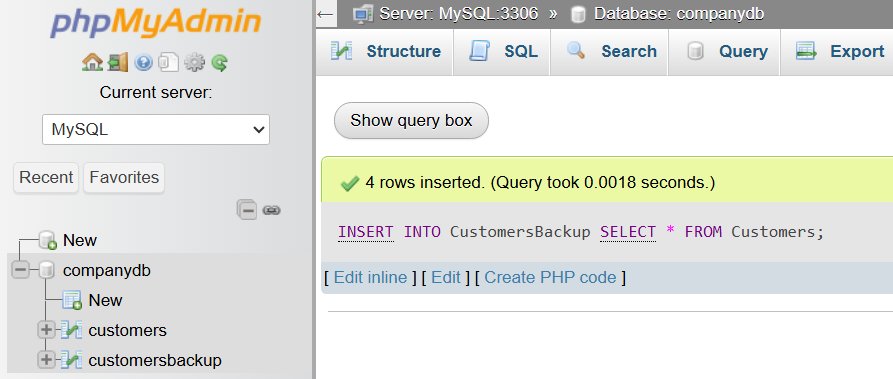 phpMyAdmin
Current server:
MySQL
Recent Favorites
New
companydb
New
customers
customersbackup
Server: MySQL:3306 » Database: companydb
Structure SQL Search Query Export
Show query box
4 rows inserted. (Query took 0.0018 seconds.)
INSERT INTO CustomersBackup SELECT * FROM Customers;
[ Edit inline ] [ Edit ] [ Create PHP code ]